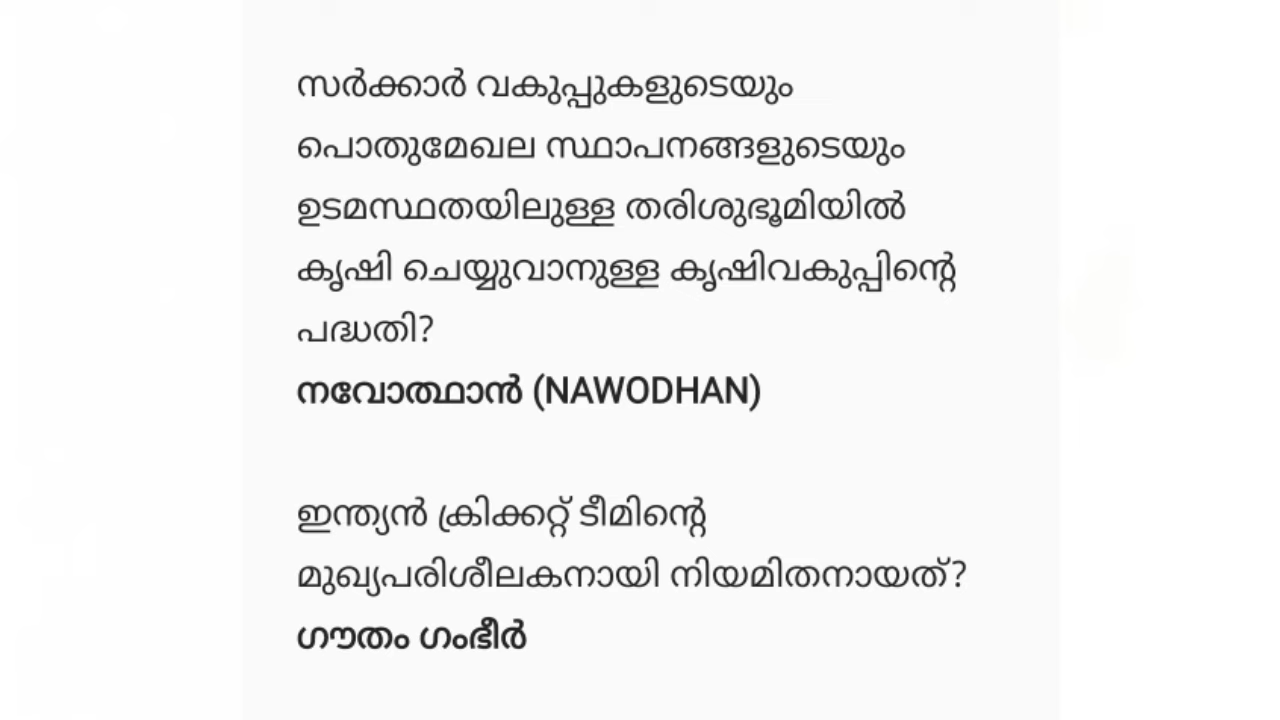 സർക്കാർ വകുപ്പുകളുടെയും
പൊതുമേഖല സ്ഥാപനങ്ങളുടെയും
ഉടമസ്ഥതയിലുള്ള തരിശുഭൂമിയിൽ
കൃഷി ചെയ്യുവാനുള്ള കൃഷിവകുപ്പിന്റെ
പദ്ധതി?
നവോത്ഥാൻ (NAWODHAN)
ഇന്ത്യൻ ക്രിക്കറ്റ് ടീമിന്റെ
മുഖ്യപരിശീലകനായി നിയമിതനായത്?
ഗൗതം ഗംഭീർ